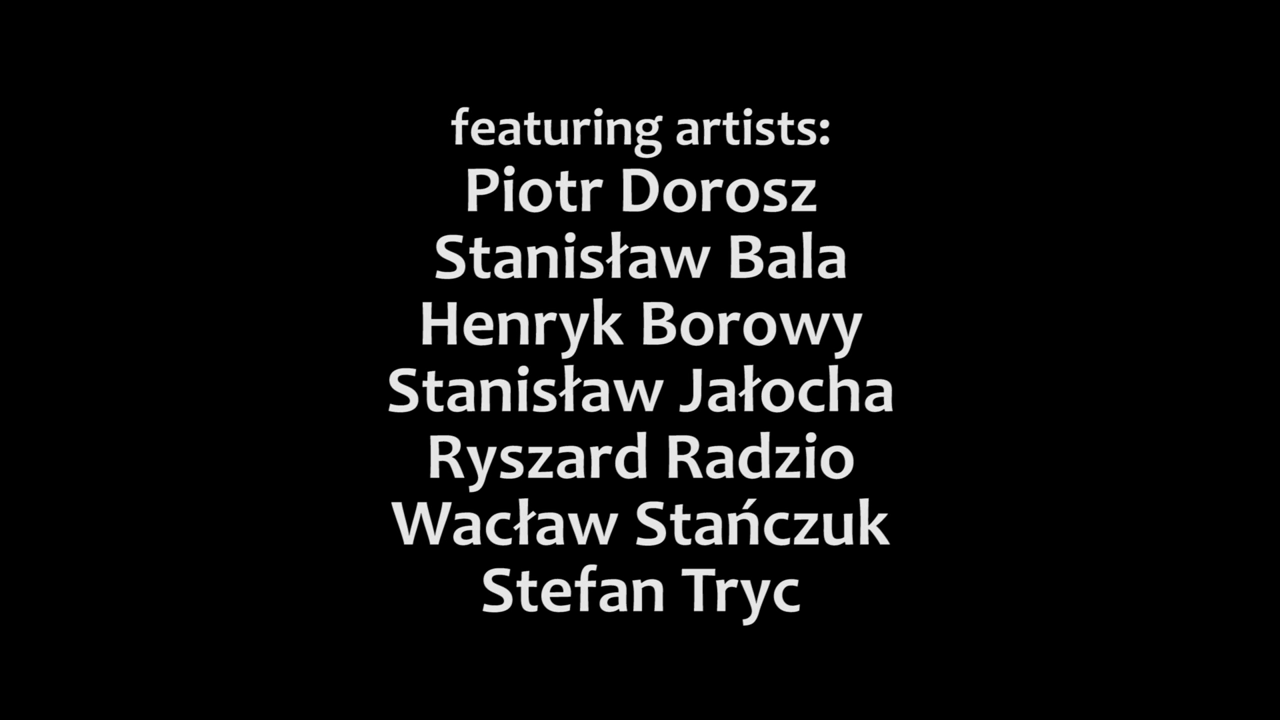 featuring artists:
Piotr Dorosz
Stanisław Bala
Henryk Borowy
Stanisław Jałocha
Ryszard Radzio
Wacław Stańczuk
Stefan Tryc